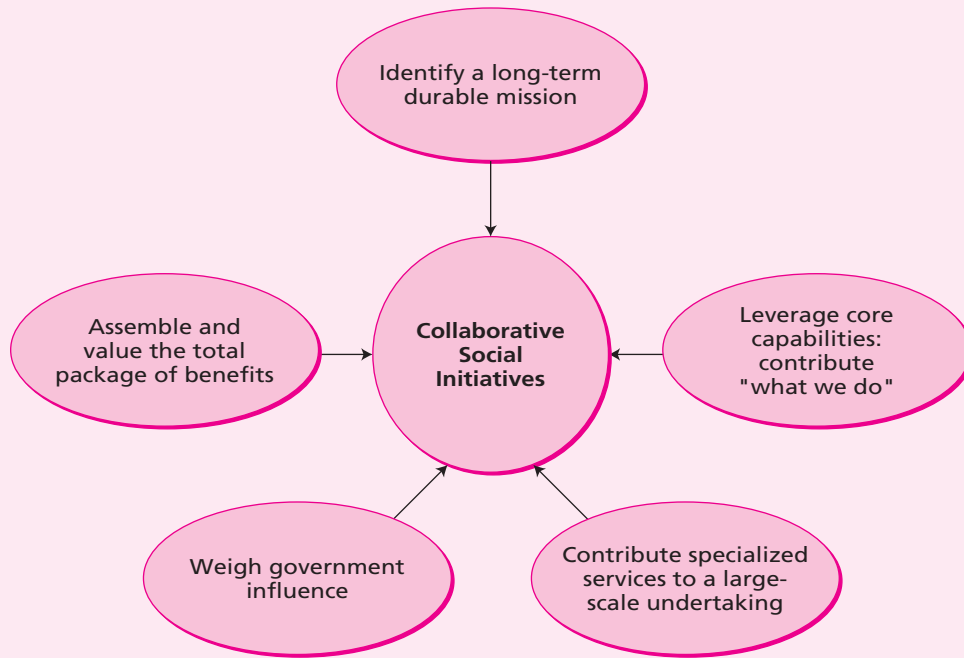 Identify a long-term
durable mission
Assemble and
value the total
package of benefits
Collaborative
Social
Initiatives
Leverage core
capabilities:
contribute
"what we do"
Weigh government
influence
Contribute specialized
services to a large-
scale undertaking